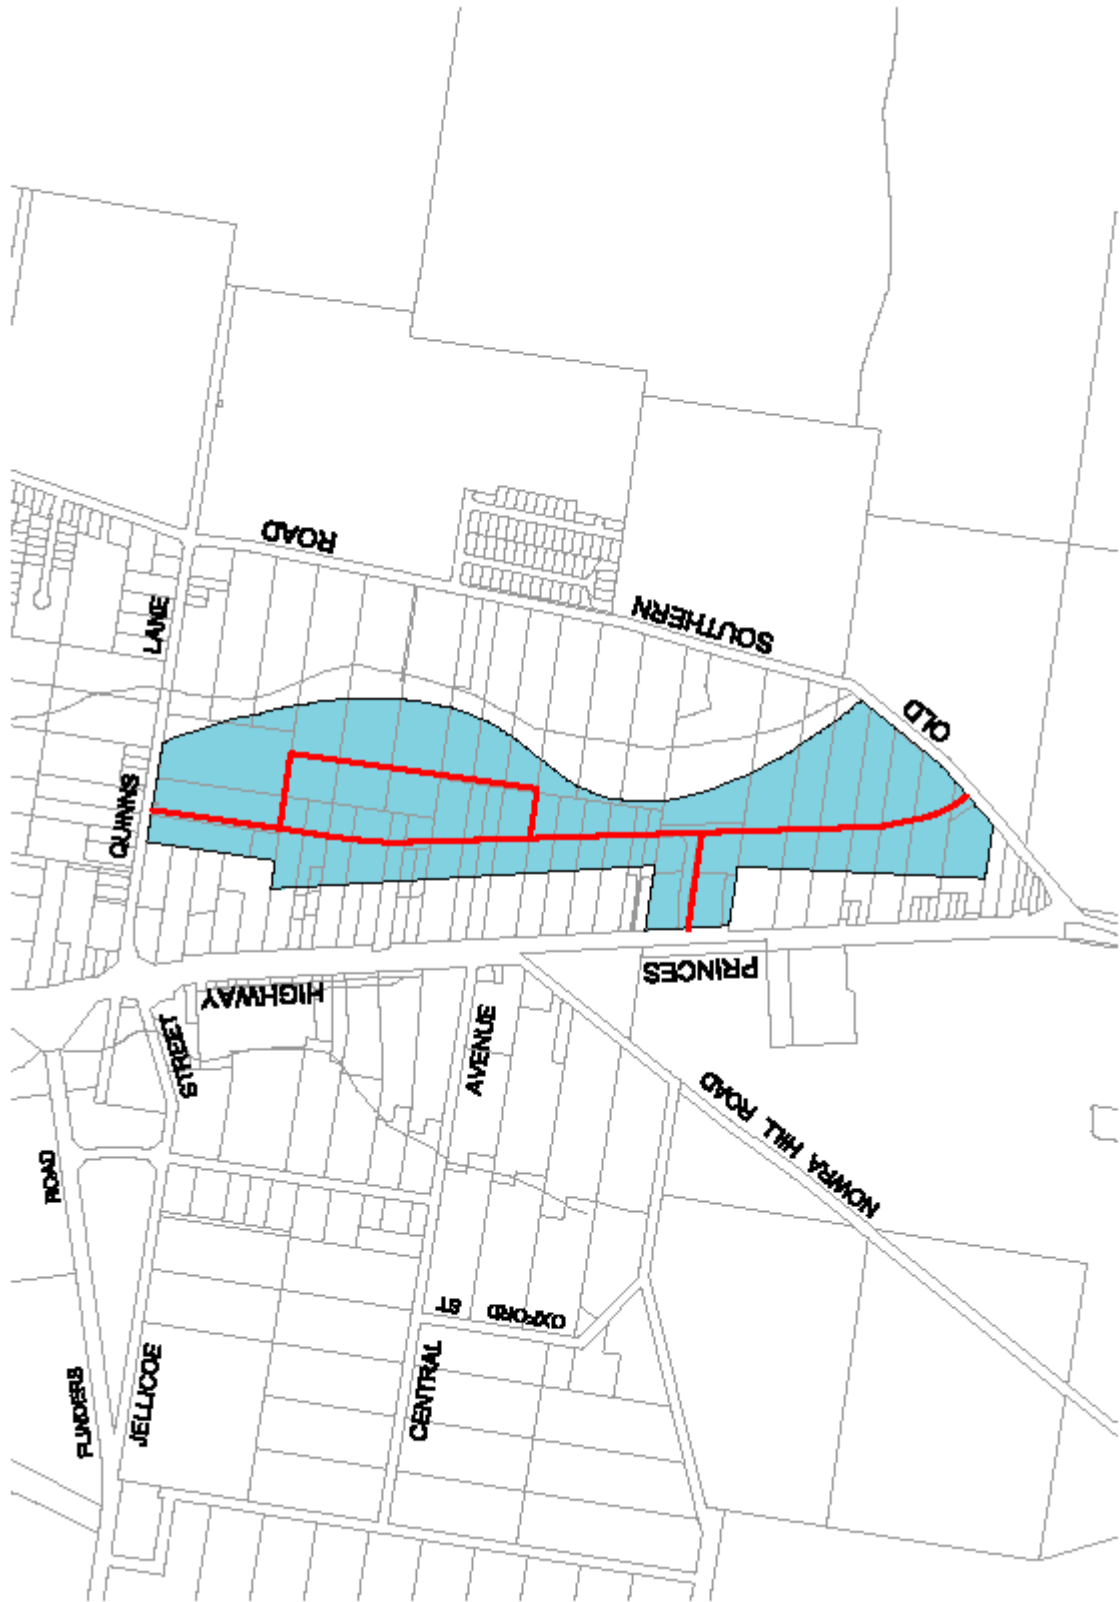 ROAD
SOUTHERN
OLD
LANE
QUINNS
PRINCES
HIGHWAY
STREET
AVENUE
NOWRA HILL ROAD
ROAD
OXFORD ST
FLINDERS
JELLICOE
CENTRAL